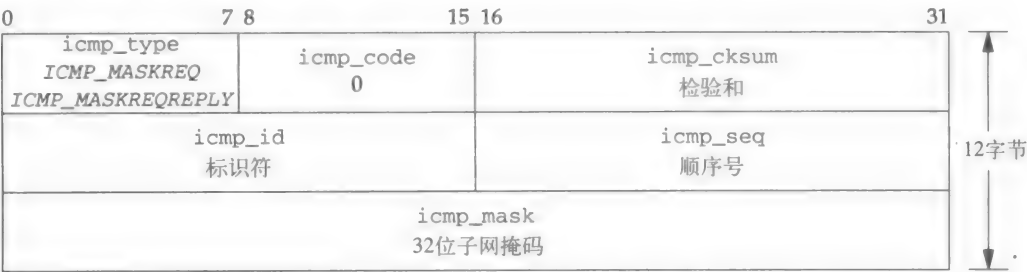 0 7 8 15 16 31
icmp_type
ICMP_MASKREQ
ICMP_MASKREQREPLY
icmp_code
0
icmp_cksum
检验和
icmp_id
标识符
icmp_seq
顺序号
12字节
icmp_mask
32位子网掩码